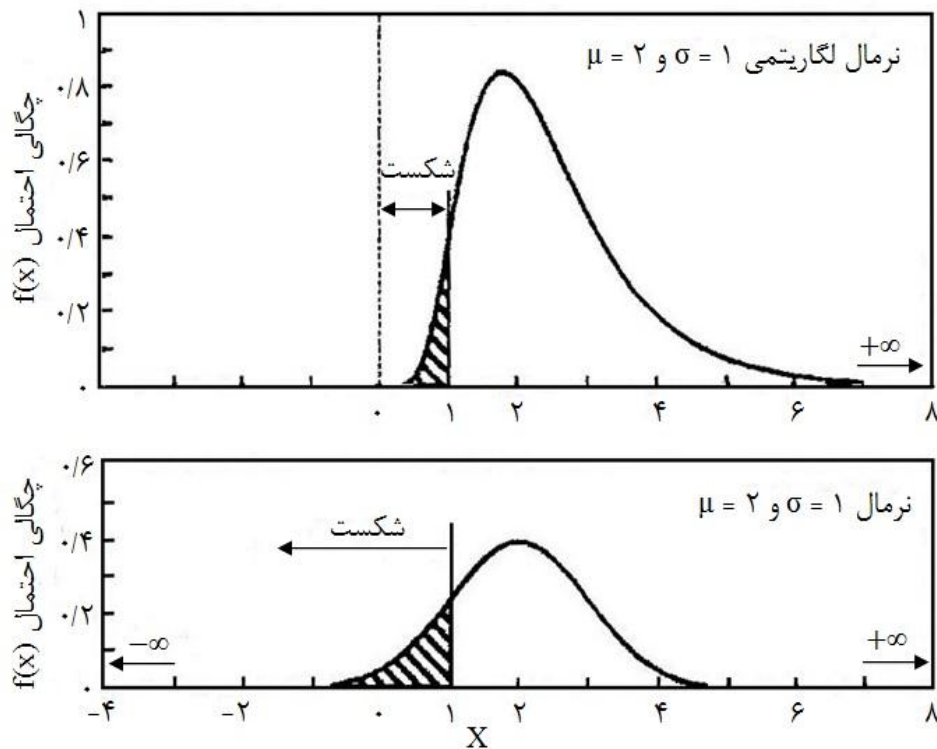 ۱
۰/۸
۰/۶
۰/۴
۰/۲
۰
چگالی احتمال f(x)
نرمال لگاریتمی μ = ۲ و σ = ۱
شکست
+∞
۰ ۱ ۲ ۴ ۶ ۸
۰/۶
۰/۴
۰/۲
۰
چگالی احتمال f(x)
نرمال μ = ۲ و σ = ۱
شکست
−∞
+∞
−۴ −۲ ۰ ۱ ۲ ۴ ۶ ۸
X